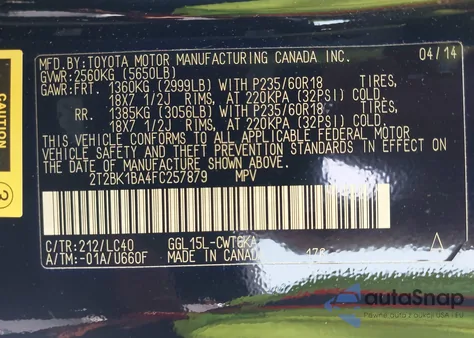 MFD.BY: TOYOTA MOTOR MANUFACTURING CANADA INC. 04/14
GVWR: 2560KG (5650LB)
GAWR: FRT. 1360KG (2999LB) WITH P235/60R18 TIRES,
18X7 1/2J RIMS, AT 220KPA (32PSI) COLD.
RR. 1385KG (3056LB) WITH P235/60R18 TIRES,
18X7 1/2J RIMS, AT 220KPA (32PSI) COLD.
THIS VEHICLE CONFORMS TO ALL APPLICABLE FEDERAL MOTOR
VEHICLE SAFETY AND THEFT PREVENTION STANDARDS IN EFFECT ON
THE DATE OF MANUFACTURE SHOWN ABOVE.
2T2BK1BA4FC257879 MPV
C/TR: 212/LC40 GGL15L-CWT6KA
A/TM: -01A/U660F MADE IN CANADA 178 A
CAUTION
3
autoSnap